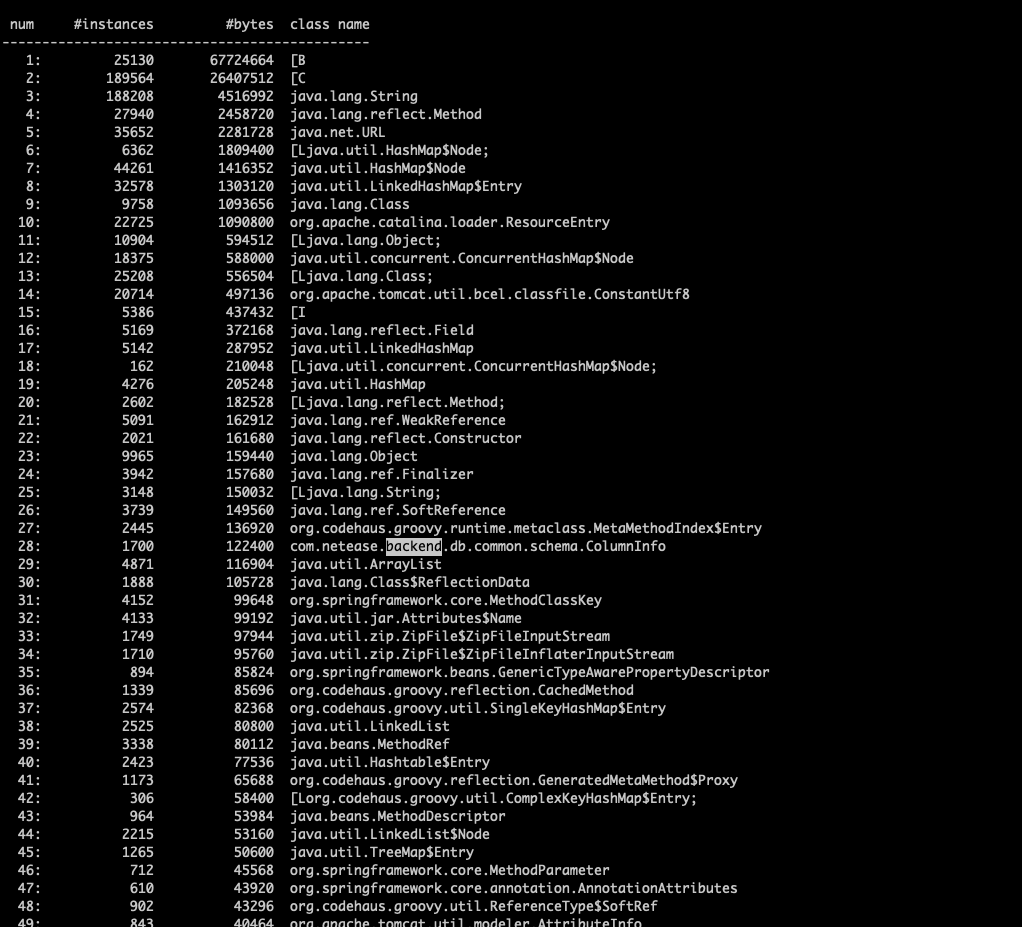 num #instances #bytes class name
----------------------------------------------
1: 25130 67724664 [B
2: 189564 26407512 [C
3: 188208 4516992 java.lang.String
4: 27940 2458720 java.lang.reflect.Method
5: 35652 2281728 java.net.URL
6: 6362 1809400 [Ljava.util.HashMap$Node;
7: 44261 1416352 java.util.HashMap$Node
8: 32578 1303120 java.util.LinkedHashMap$Entry
9: 9758 1093656 java.lang.Class
10: 22725 1090800 org.apache.catalina.loader.ResourceEntry
11: 10904 594512 [Ljava.lang.Object;
12: 18375 588000 java.util.concurrent.ConcurrentHashMap$Node
13: 25208 556504 [Ljava.lang.Class;
14: 20714 497136 org.apache.tomcat.util.bcel.classfile.ConstantUtf8
15: 5386 437432 [I
16: 5169 372168 java.lang.reflect.Field
17: 5142 287952 java.util.LinkedHashMap
18: 162 210048 [Ljava.util.concurrent.ConcurrentHashMap$Node;
19: 4276 205248 java.util.HashMap
20: 2602 182528 [Ljava.lang.reflect.Method;
21: 5091 162912 java.lang.ref.WeakReference
22: 2021 161680 java.lang.reflect.Constructor
23: 9965 159440 java.lang.Object
24: 3942 157680 java.lang.ref.Finalizer
25: 3148 150032 [Ljava.lang.String;
26: 3739 149560 java.lang.ref.SoftReference
27: 2445 136920 org.codehaus.groovy.runtime.metaclass.MetaMethodIndex$Entry
28: 1700 122400 com.netease.backend.db.common.schema.ColumnInfo
29: 4871 116904 java.util.ArrayList
30: 1888 105728 java.lang.Class$ReflectionData
31: 4152 99648 org.springframework.core.MethodClassKey
32: 4133 99192 java.util.jar.Attributes$Name
33: 1749 97944 java.util.zip.ZipFile$ZipFileInputStream
34: 1710 95760 java.util.zip.ZipFile$ZipFileInflaterInputStream
35: 894 85824 org.springframework.beans.GenericTypeAwarePropertyDescriptor
36: 1339 85696 org.codehaus.groovy.reflection.CachedMethod
37: 2574 82368 org.codehaus.groovy.util.SingleKeyHashMap$Entry
38: 2525 80800 java.util.LinkedList
39: 3338 80112 java.beans.MethodRef
40: 2423 77536 java.util.Hashtable$Entry
41: 1173 65688 org.codehaus.groovy.reflection.GeneratedMetaMethod$Proxy
42: 306 58400 [Lorg.codehaus.groovy.util.ComplexKeyHashMap$Entry;
43: 964 53984 java.beans.MethodDescriptor
44: 2215 53160 java.util.LinkedList$Node
45: 1265 50600 java.util.TreeMap$Entry
46: 712 45568 org.springframework.core.MethodParameter
47: 610 43920 org.springframework.core.annotation.AnnotationAttributes
48: 902 43296 org.codehaus.groovy.util.ReferenceType$SoftRef
49: 843 40464 org.apache.tomcat.util.modeler.AttributeInfo